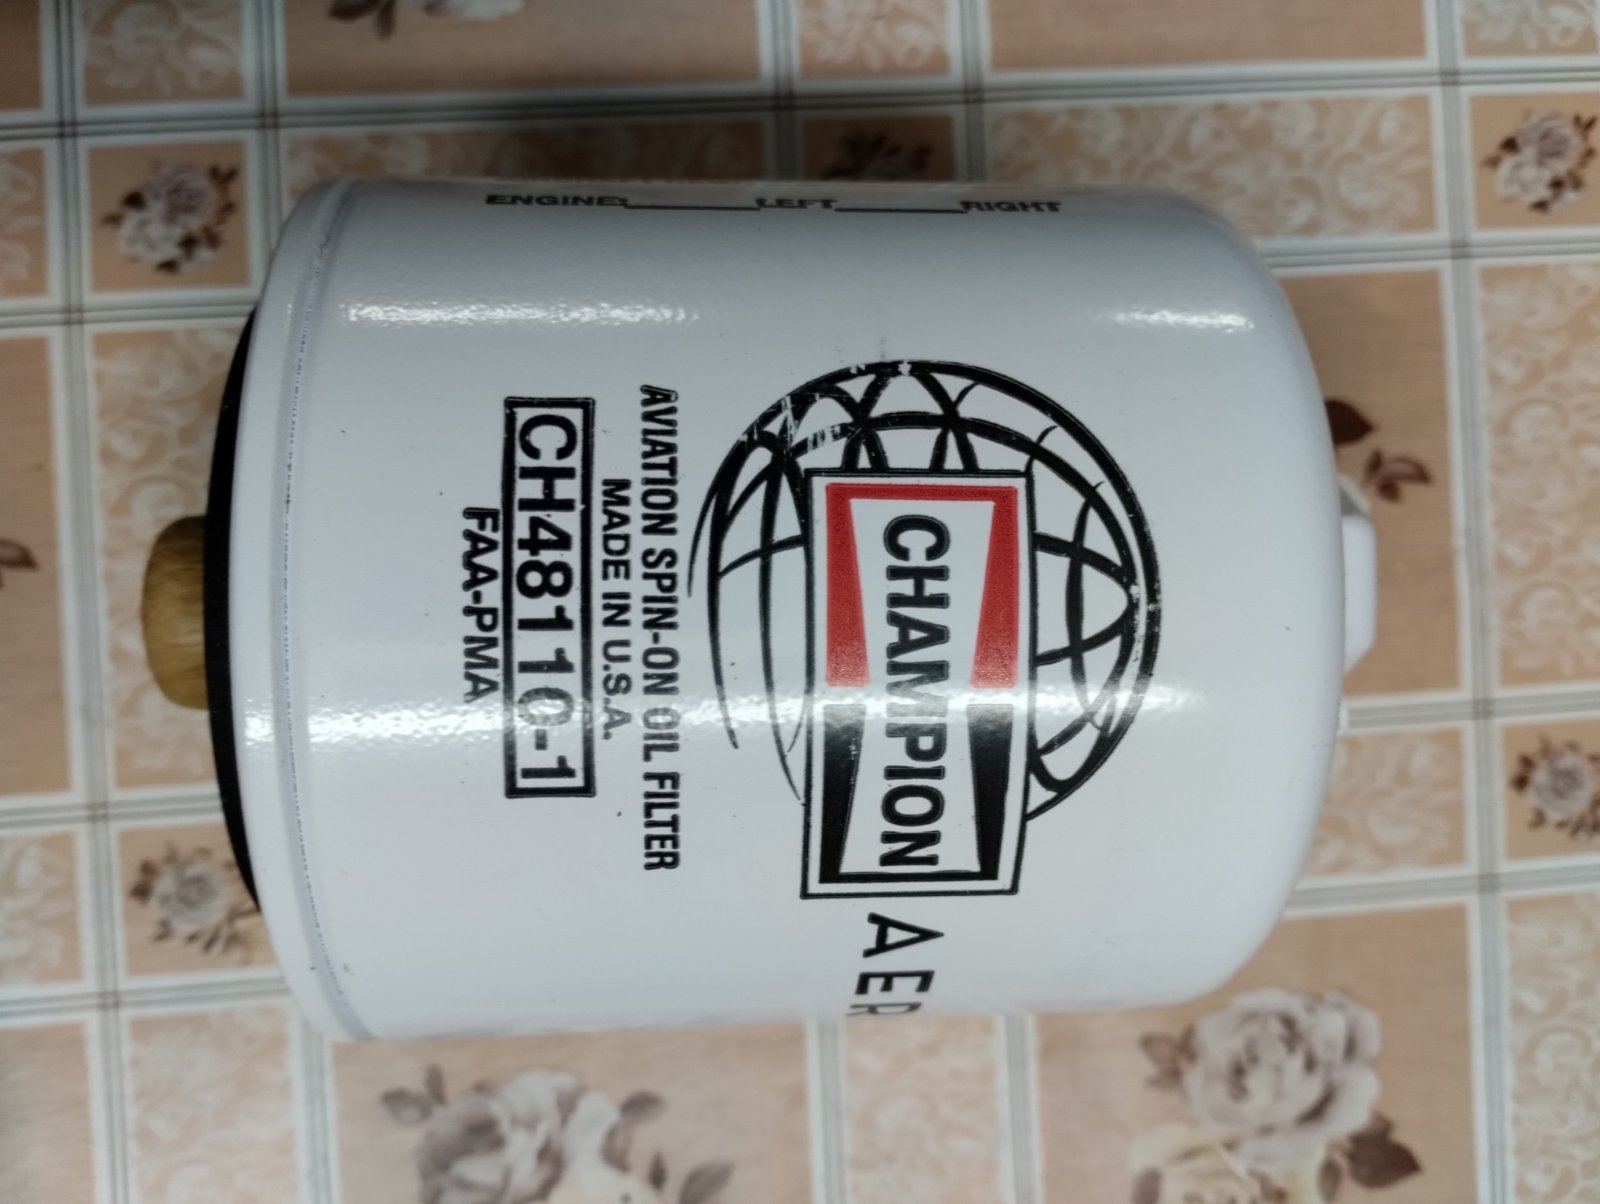 CHAMPION
AER
AVIATION SPIN-ON OIL FILTER
MADE IN U.S.A.
CH48110-1
FAA-PMA
ENGINE: LEFT RIGHT